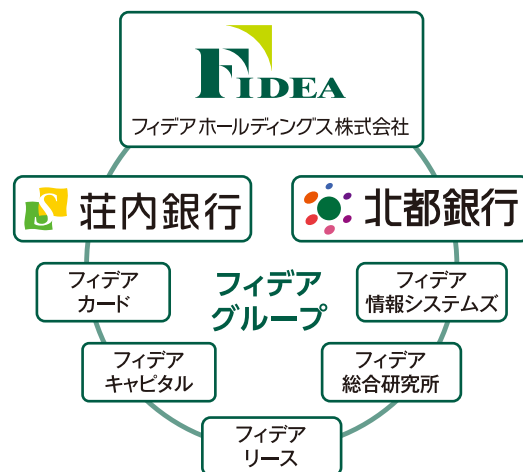 FIDEA
フィデアホールディングス株式会社
荘内銀行
北都銀行
フィデア
カード
フィデア
グループ
フィデア
情報システムズ
フィデア
キャピタル
フィデア
総合研究所
フィデア
リース